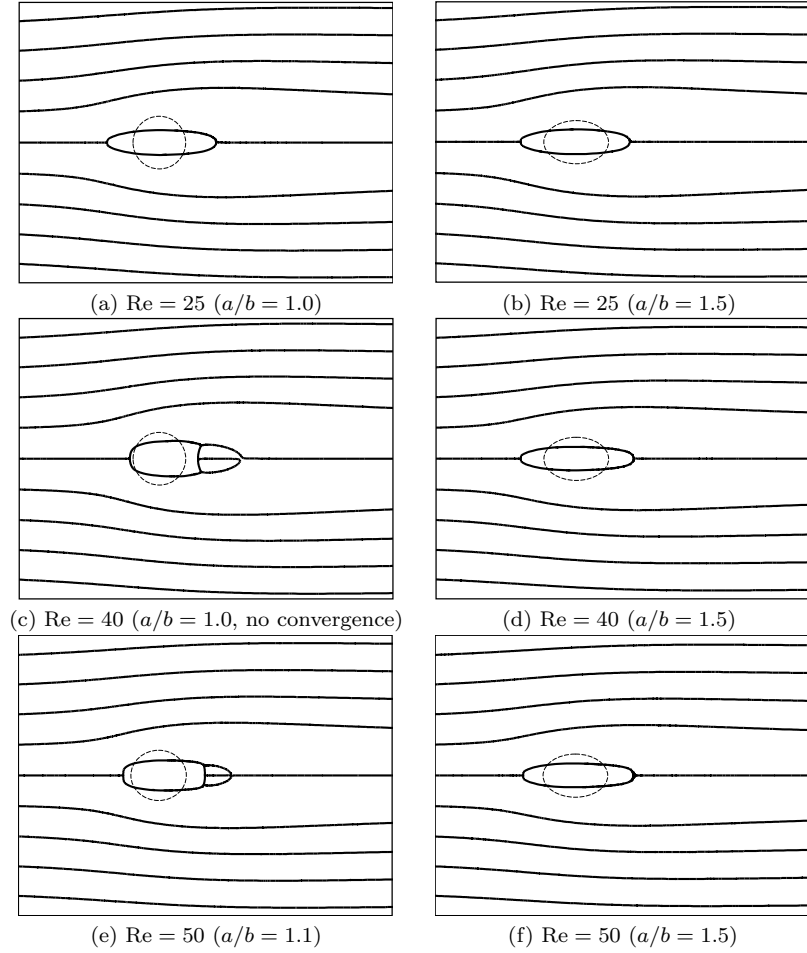 (a) Re = 25 (a/b = 1.0)
(b) Re = 25 (a/b = 1.5)
(c) Re = 40 (a/b = 1.0, no convergence)
(d) Re = 40 (a/b = 1.5)
(e) Re = 50 (a/b = 1.1)
(f) Re = 50 (a/b = 1.5)